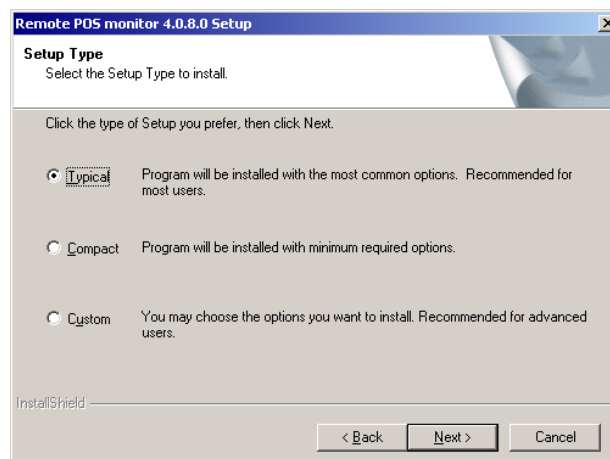 Remote POS monitor 4.0.8.0 Setup
Setup Type
Select the Setup Type to install.
Click the type of Setup you prefer, then click Next.
Typical
Program will be installed with the most common options. Recommended for
most users.
Compact
Program will be installed with minimum required options.
Custom
You may choose the options you want to install. Recommended for advanced
users.
InstallShield
< Back
Next >
Cancel